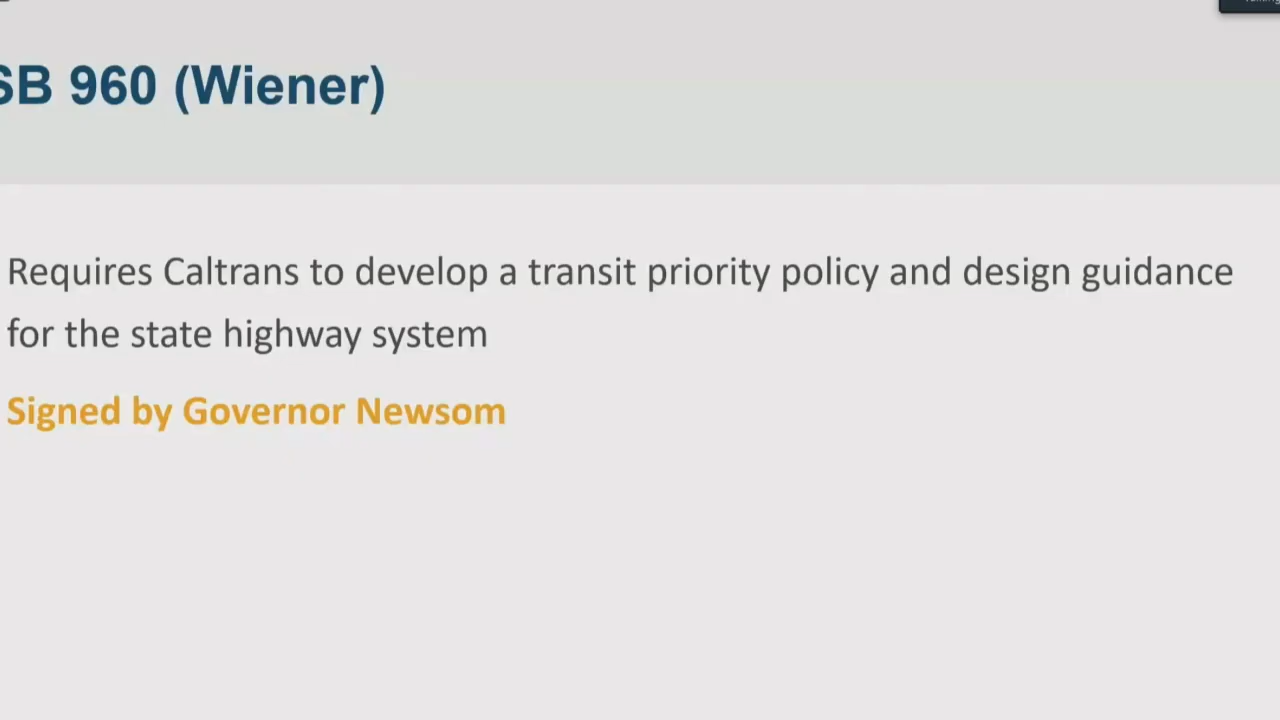 SB 960 (Wiener)
Requires Caltrans to develop a transit priority policy and design guidance
for the state highway system
Signed by Governor Newsom